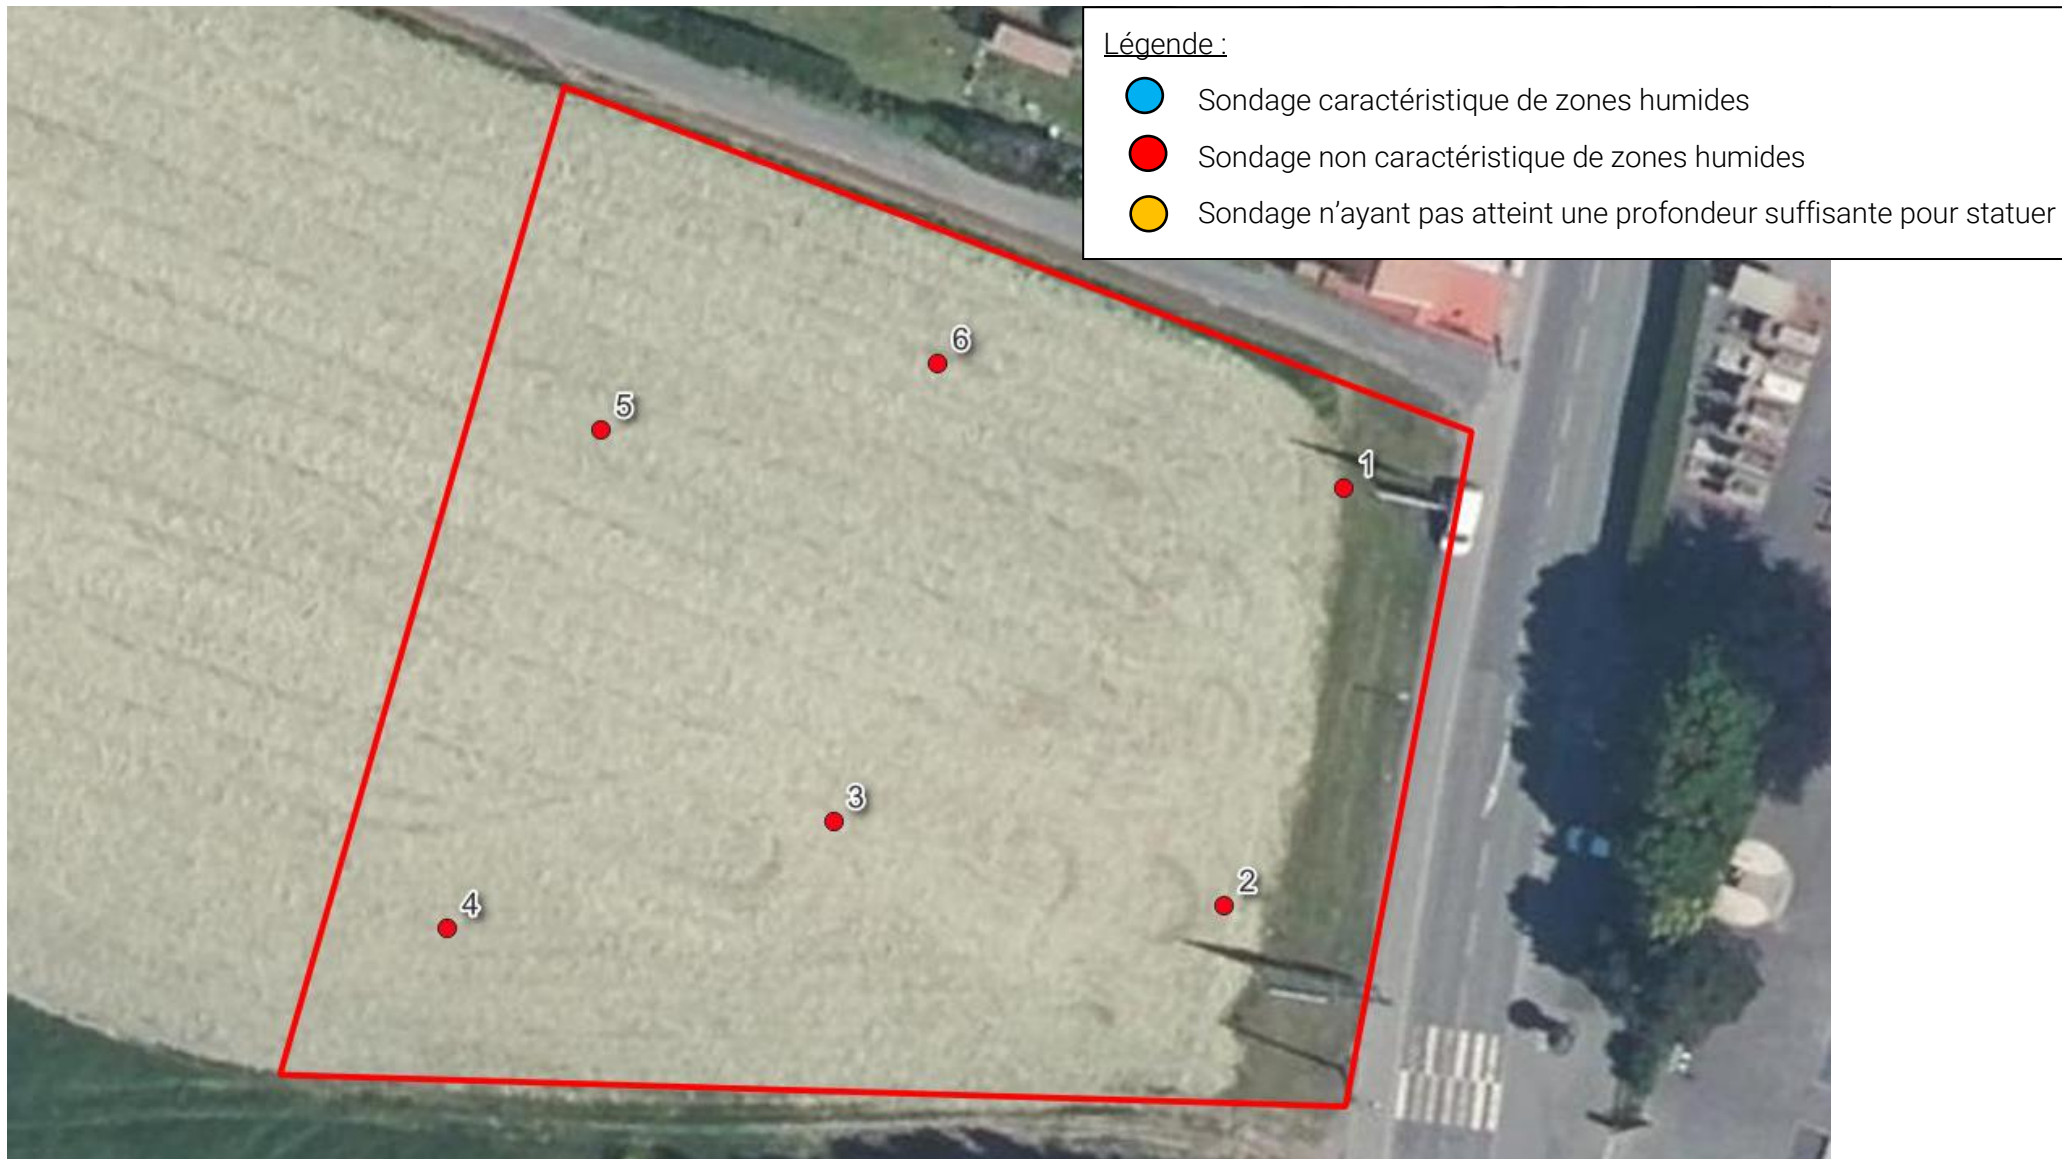 Légende :
Sondage caractéristique de zones humides
Sondage non caractéristique de zones humides
Sondage n’ayant pas atteint une profondeur suffisante pour statuer
6
5
1
3
2
4